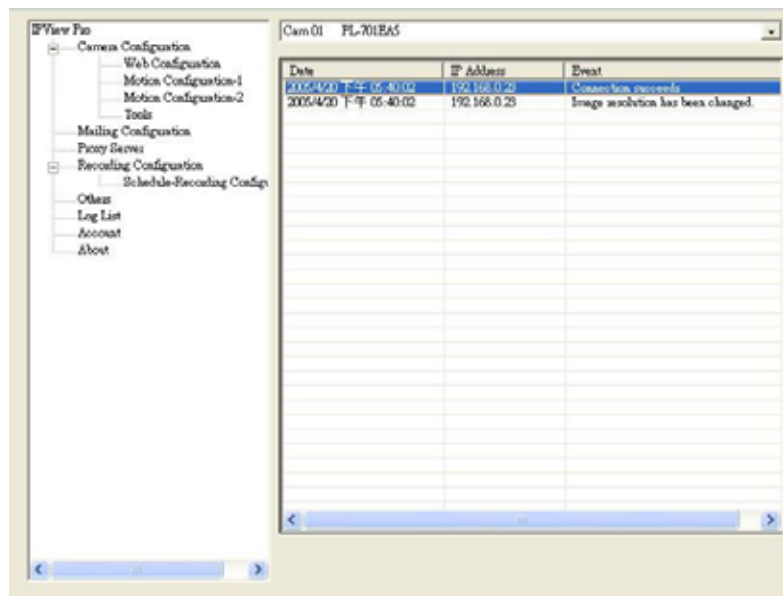 IPView Pro
Camera Configuration
Web Configuration
Motion Configuration-1
Motion Configuration-2
Tools
Mailing Configuration
Proxy Server
Recording Configuration
Schedule-Recording Configu
Others
Log List
Account
About
Cam 01 PL-701EAS
Date IP Address Event
2005/4/20 下午 05:40:02 192.168.0.23 Connection succeeds
2005/4/20 下午 05:40:02 192.168.0.23 Image resolution has been changed.